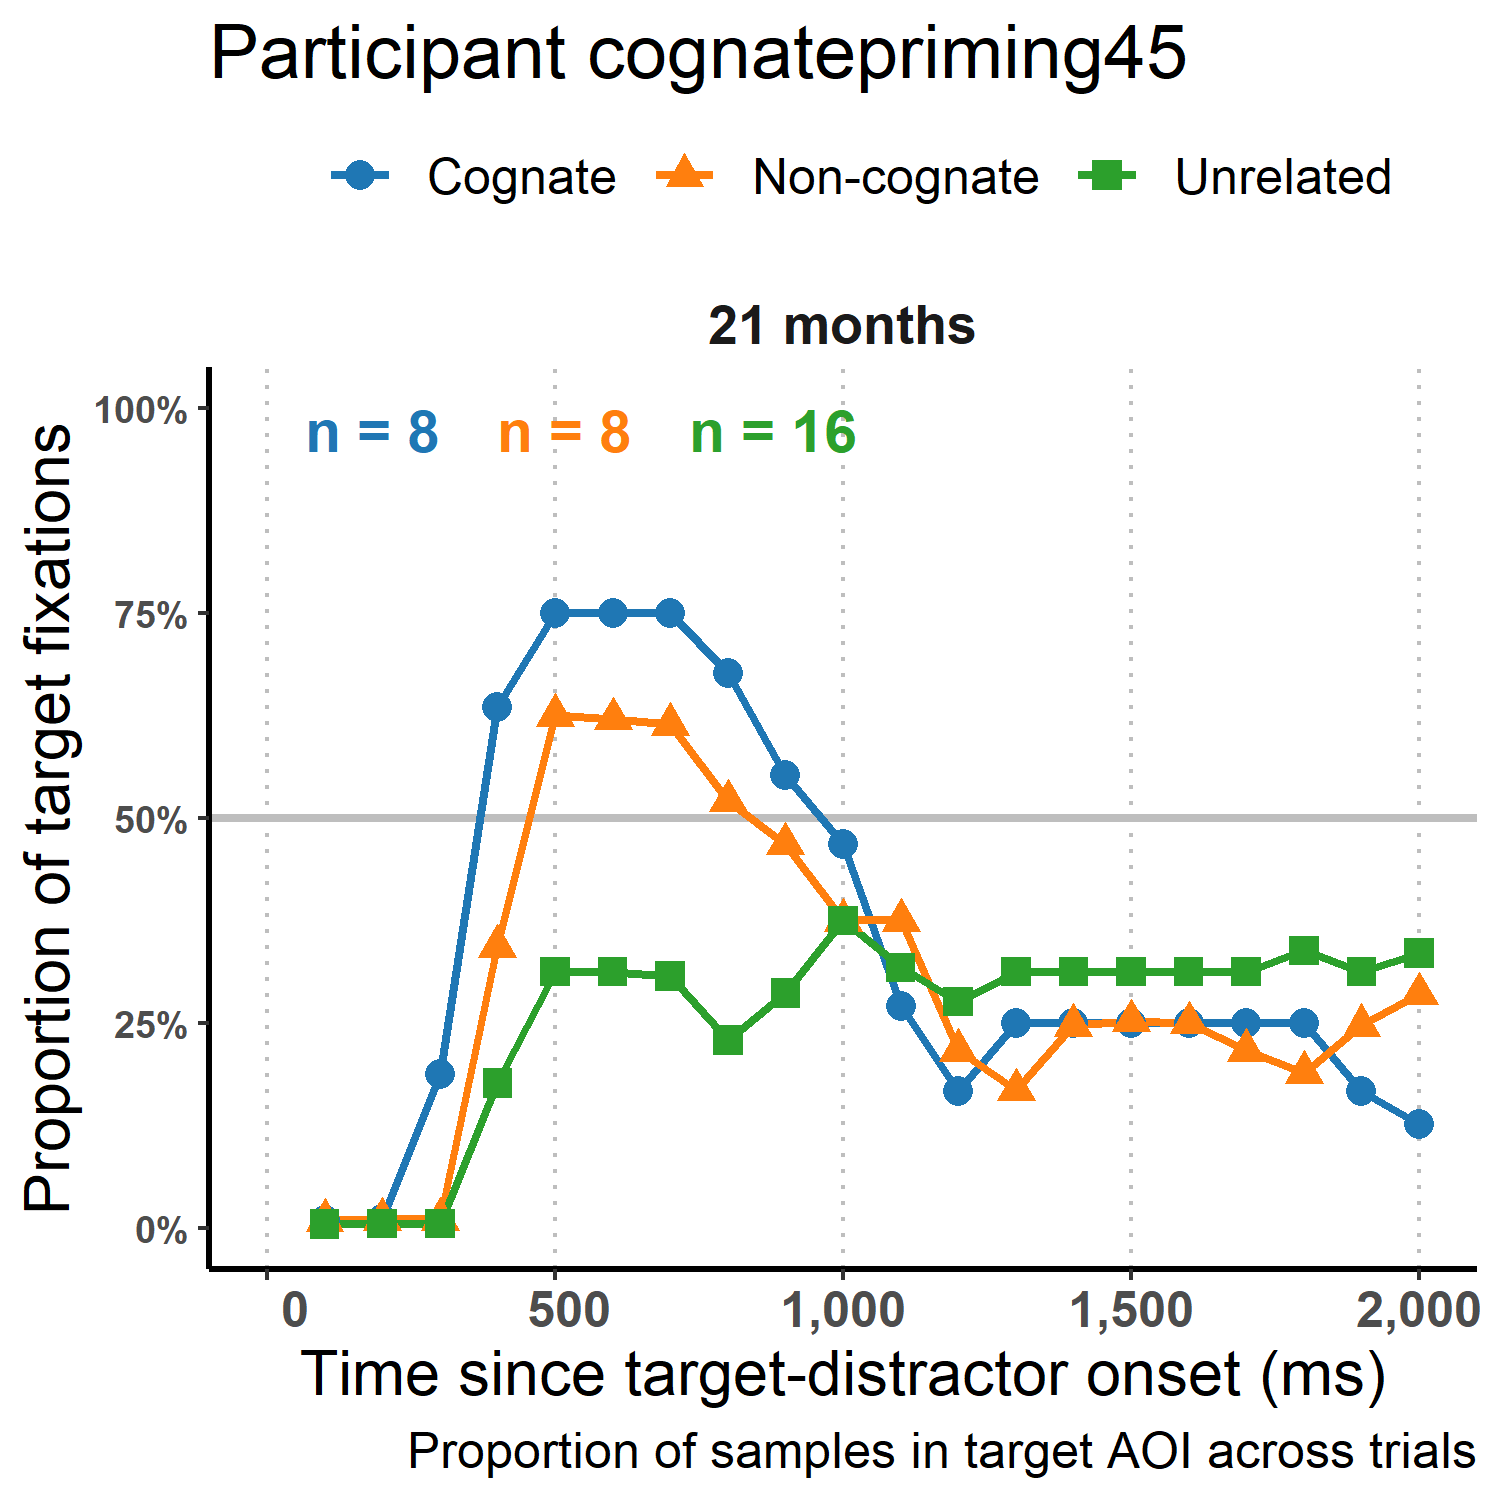 Participant cognatepriming45
Cognate Non-cognate Unrelated
21 months
n = 8 n = 8 n = 16
Proportion of target fixations
100%
75%
50%
25%
0%
0 500 1,000 1,500 2,000
Time since target-distractor onset (ms)
Proportion of samples in target AOI across trials